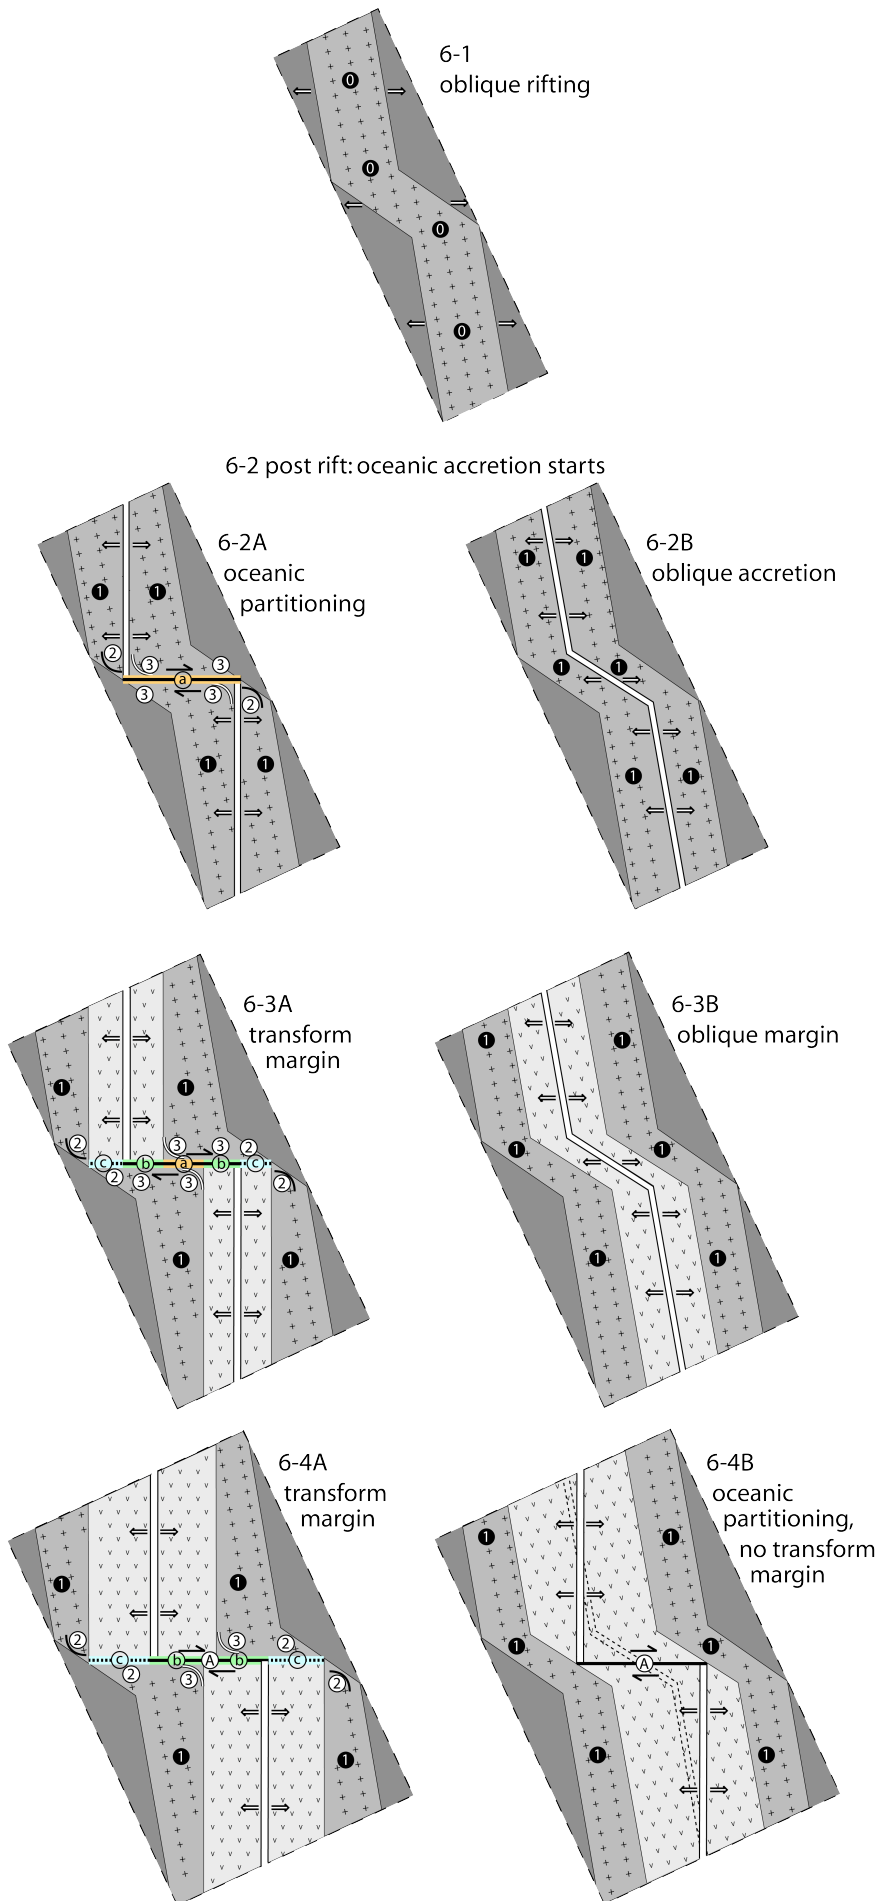 6-1
oblique rifting
0
0
0
0
6-2 post rift: oceanic accretion starts
6-2A
oceanic
partitioning
1
1
2
3
3
a
3
3
2
1
1
6-2B
oblique accretion
1
1
1
1
1
1
6-3A
transform
margin
1
1
2
3
3
2
c
b
a
b
c
2
3
3
2
1
1
6-3B
oblique margin
1
1
1
1
1
1
6-4A
transform
margin
1
1
2
3
2
c
b
A
b
c
2
3
2
1
1
6-4B
oceanic
partitioning,
no transform
margin
1
1
1
1
A
1
1